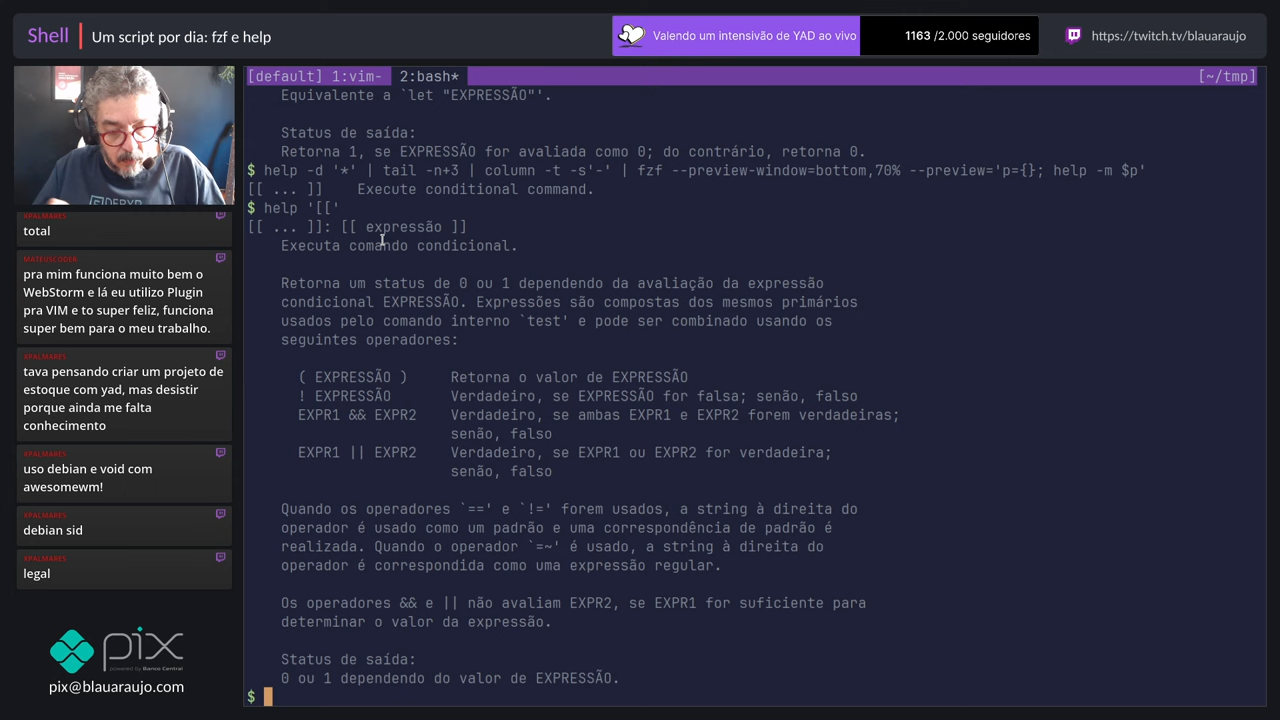 Shell | Um script por dia: fzf e help
Valendo um intensivão de YAD ao vivo
1163 /2.000 seguidores
https://twitch.tv/blauaraujo
[default] 1:vim- 2:bash* [~/tmp]
Equivalente a `let "EXPRESSÃO"'.
Status de saída:
Retorna 1, se EXPRESSÃO for avaliada como 0; do contrário, retorna 0.
$ help -d '*' | tail -n+3 | column -t -s'-' | fzf --preview-window=bottom,70% --preview='p={}; help -m $p'
[[ ... ]]    Execute conditional command.
$ help '[['
[[ ... ]]: [[ expressão ]]
Executa comando condicional.
Retorna um status de 0 ou 1 dependendo da avaliação da expressão
condicional EXPRESSÃO. Expressões são compostas dos mesmos primários
usados pelo comando interno `test' e pode ser combinado usando os
seguintes operadores:
( EXPRESSÃO )     Retorna o valor de EXPRESSÃO
! EXPRESSÃO       Verdadeiro, se EXPRESSÃO for falsa; senão, falso
EXPR1 && EXPR2    Verdadeiro, se ambas EXPR1 e EXPR2 forem verdadeiras;
senão, falso
EXPR1 || EXPR2    Verdadeiro, se EXPR1 ou EXPR2 for verdadeira;
senão, falso
Quando os operadores `==' e `!=' forem usados, a string à direita do
operador é usado como um padrão e uma correspondência de padrão é
realizada. Quando o operador `=~' é usado, a string à direita do
operador é correspondida como uma expressão regular.
Os operadores && e || não avaliam EXPR2, se EXPR1 for suficiente para
determinar o valor da expressão.
Status de saída:
0 ou 1 dependendo do valor de EXPRESSÃO.
$
XPALMARES
total
MATEUSCODER
pra mim funciona muito bem o
WebStorm e lá eu utilizo Plugin
pra VIM e to super feliz, funciona
super bem para o meu trabalho.
XPALMARES
tava pensando criar um projeto de
estoque com yad, mas desistir
porque ainda me falta
conhecimento
XPALMARES
uso debian e void com
awesomewm!
XPALMARES
debian sid
XPALMARES
legal
pix
powered by Banco Central
pix@blauaraujo.com